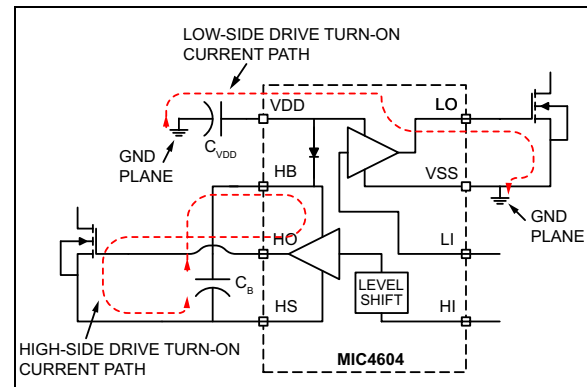 LOW-SIDE DRIVE TURN-ON
CURRENT PATH
VDD
LO
CVDD
GND
PLANE
HB
VSS
GND
PLANE
HO
LI
CB
LEVEL
SHIFT
HS
HI
HIGH-SIDE DRIVE TURN-ON
CURRENT PATH
MIC4604